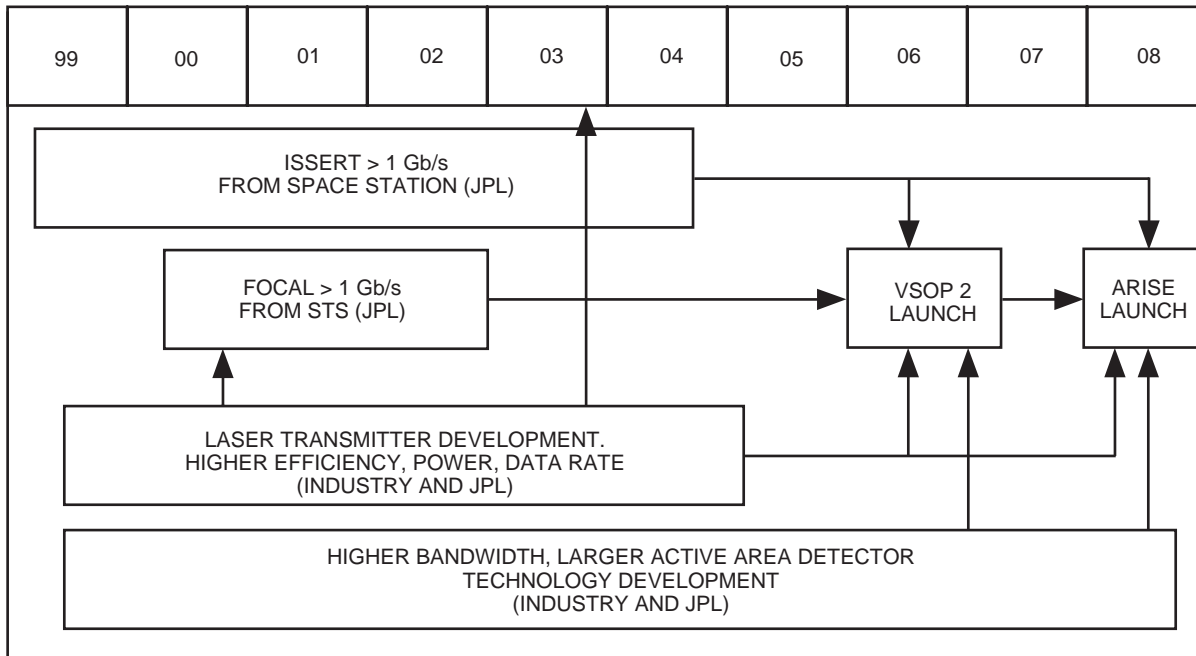 99 00 01 02 03 04 05 06 07 08
ISSERT > 1 Gb/s
FROM SPACE STATION (JPL)
FOCAL > 1 Gb/s
FROM STS (JPL)
VSOP 2
LAUNCH
ARISE
LAUNCH
LASER TRANSMITTER DEVELOPMENT.
HIGHER EFFICIENCY, POWER, DATA RATE
(INDUSTRY AND JPL)
HIGHER BANDWIDTH, LARGER ACTIVE AREA DETECTOR
TECHNOLOGY DEVELOPMENT
(INDUSTRY AND JPL)